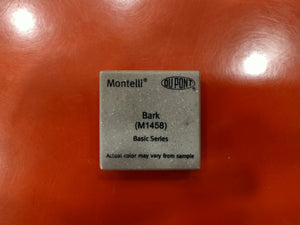 Montelli® DUPONT
Bark
(M1458)
Basic Series
Actual color may vary from sample